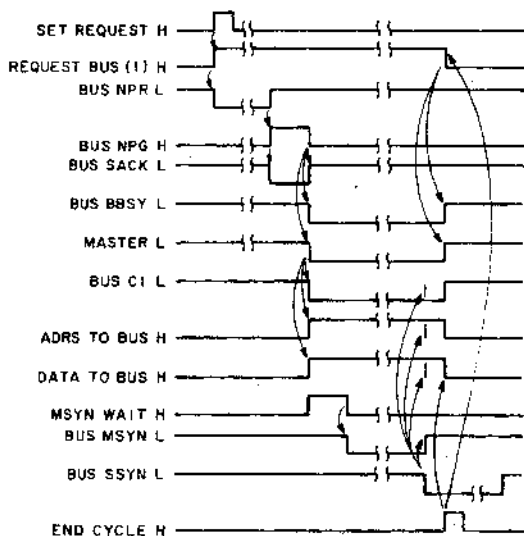 SET REQUEST H
REQUEST BUS (1) H
BUS NPR L
BUS NPG H
BUS SACK L
BUS BBSY L
MASTER L
BUS C1 L
ADRS TO BUS H
DATA TO BUS H
MSYN WAIT H
BUS MSYN L
BUS SSYN L
END CYCLE H